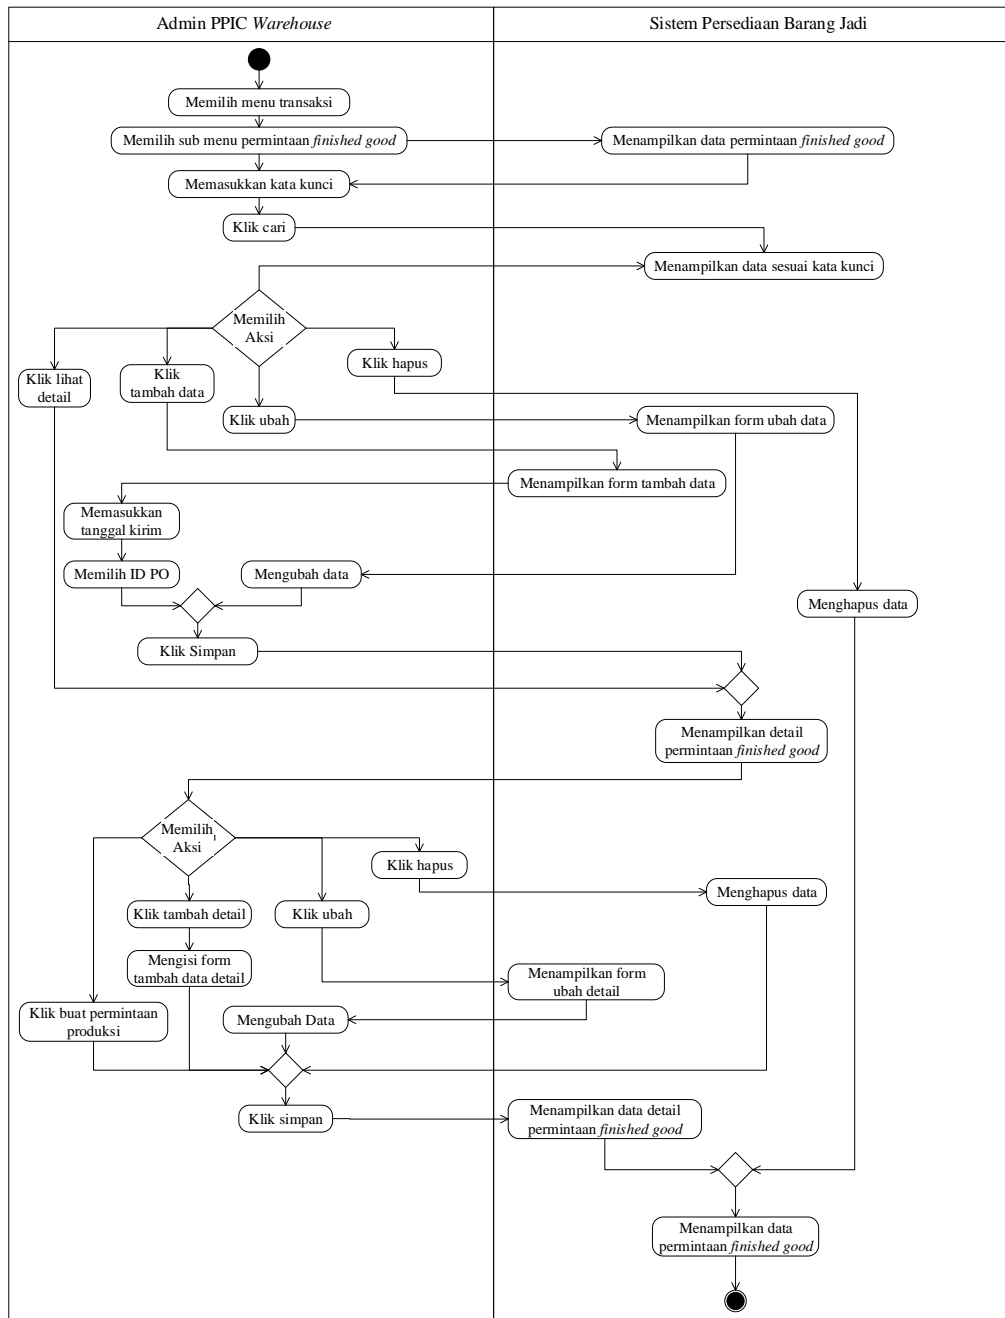 Admin PPIC Warehouse
Sistem Persediaan Barang Jadi
Memilih menu transaksi
Memilih sub menu permintaan finished good
Menampilkan data permintaan finished good
Memasukkan kata kunci
Klik cari
Menampilkan data sesuai kata kunci
Memilih
Aksi
Klik hapus
Klik lihat
detail
Klik
tambah data
Klik ubah
Menampilkan form ubah data
Menampilkan form tambah data
Memasukkan
tanggal kirim
Memilih ID PO
Mengubah data
Menghapus data
Klik Simpan
Menampilkan detail
permintaan finished good
Memilih
Aksi
Klik hapus
Menghapus data
Klik tambah detail
Klik ubah
Mengisi form
tambah data detail
Menampilkan form
ubah detail
Klik buat permintaan
produksi
Mengubah Data
Klik simpan
Menampilkan data detail
permintaan finished good
Menampilkan data
permintaan finished good